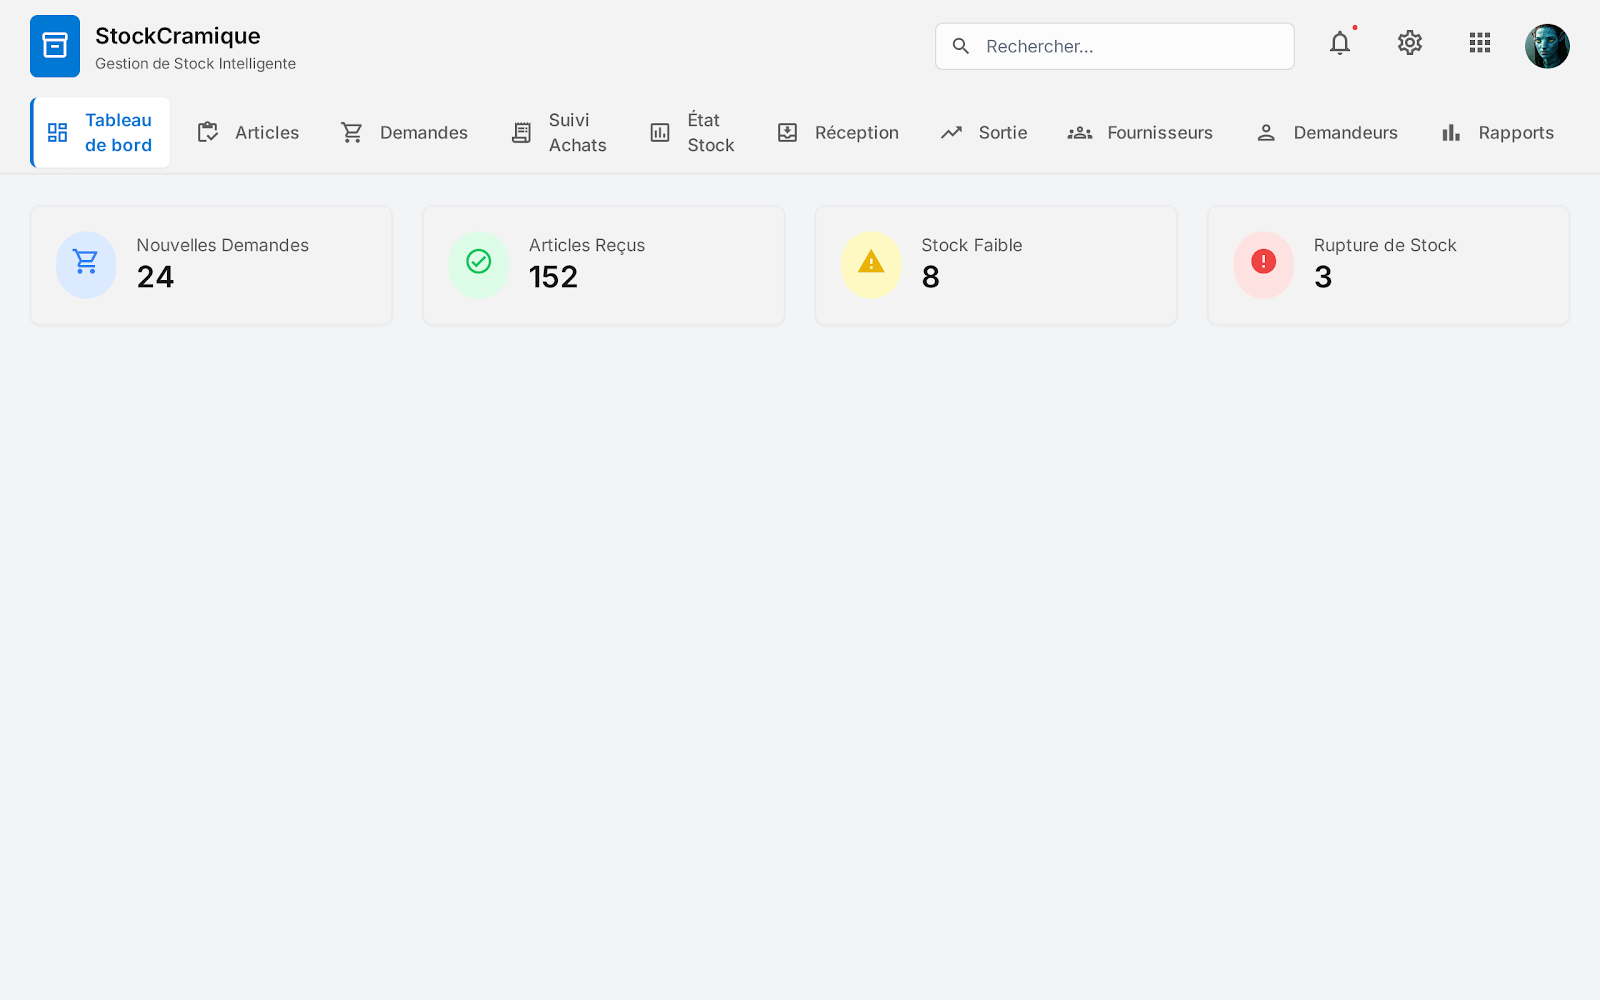 StockCramique
Gestion de Stock Intelligente
Rechercher...
Tableau
de bord
Articles
Demandes
Suivi
Achats
État
Stock
Réception
Sortie
Fournisseurs
Demandeurs
Rapports
Nouvelles Demandes
24
Articles Reçus
152
Stock Faible
8
Rupture de Stock
3